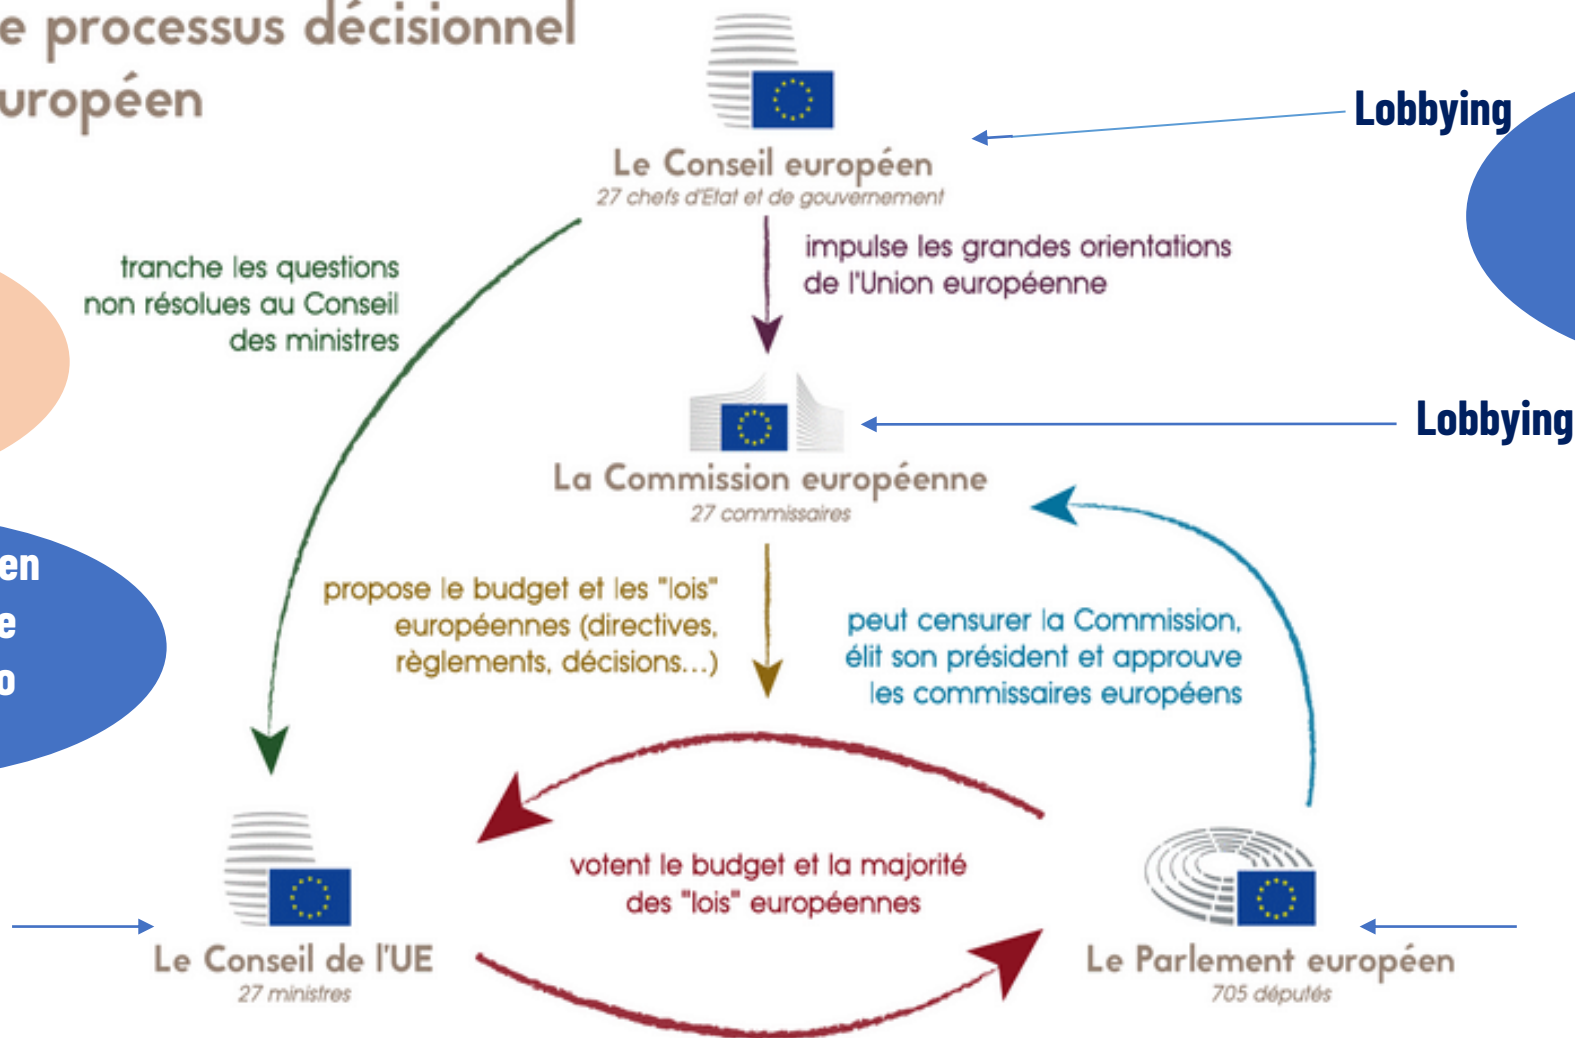 e processus décisionnel
uropéen
Lobbying
Le Conseil européen
27 chefs d'Etat et de gouvernement
tranche les questions
non résolues au Conseil
des ministres
impulse les grandes orientations
de l'Union européenne
Lobbying
La Commission européenne
27 commissaires
en
e
o
propose le budget et les "lois"
européennes (directives,
règlements, décisions...)
peut censurer la Commission,
élit son président et approuve
les commissaires européens
votent le budget et la majorité
des "lois" européennes
Le Conseil de l'UE
27 ministres
Le Parlement européen
705 députés